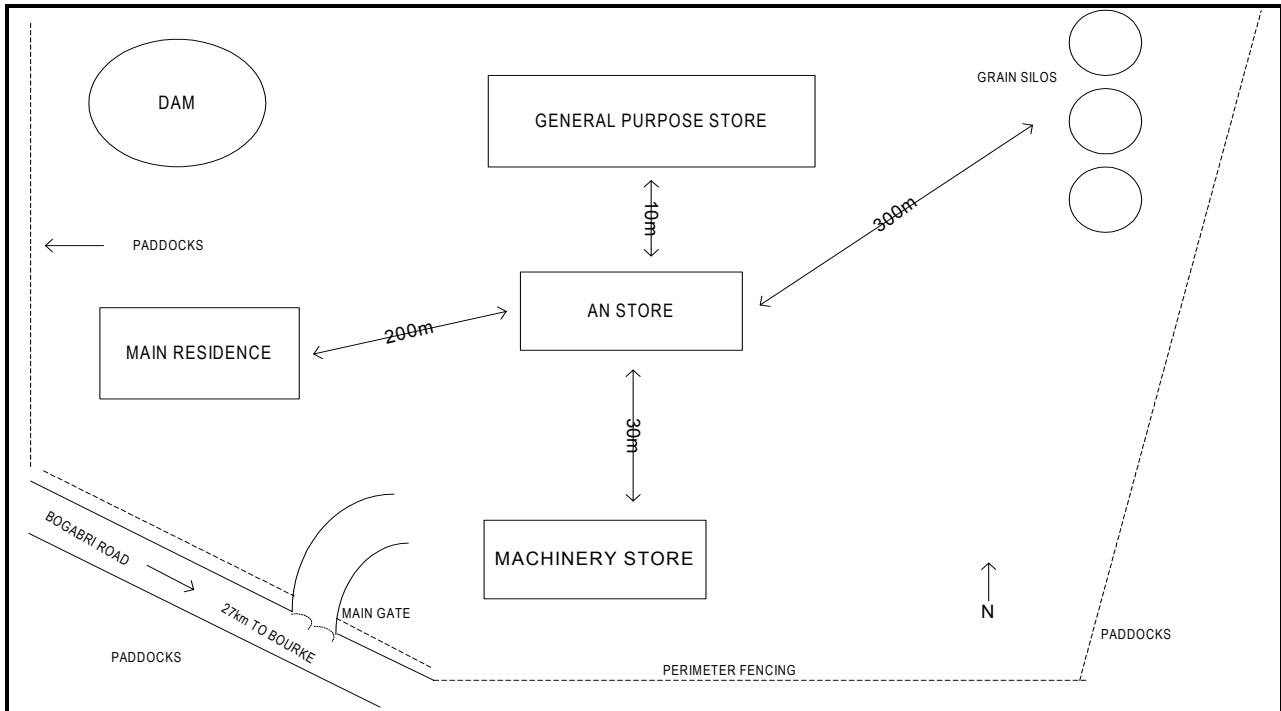 DAM
GENERAL PURPOSE STORE
GRAIN SILOS
10m
300m
PADDOCKS
AN STORE
200m
MAIN RESIDENCE
30m
BOGABRI ROAD
27km TO BOURKE
MACHINERY STORE
MAIN GATE
N
PADDOCKS
PADDOCKS
PERIMETER FENCING